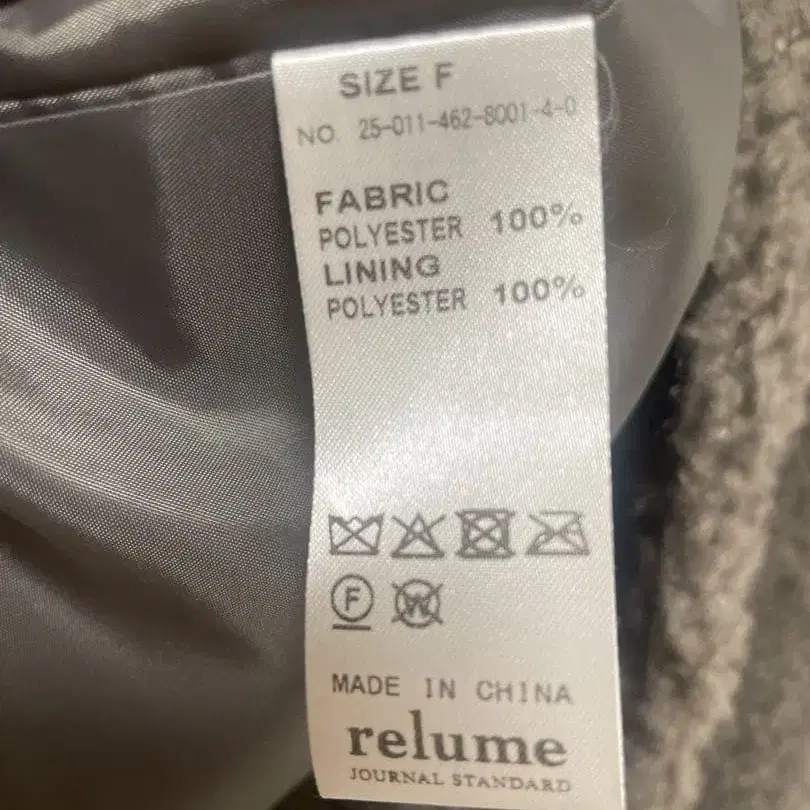 SIZE F
NO. 25-011-462-8001-4-0
FABRIC
POLYESTER 100%
LINING
POLYESTER 100%
F W
MADE IN CHINA
relume
JOURNAL STANDARD